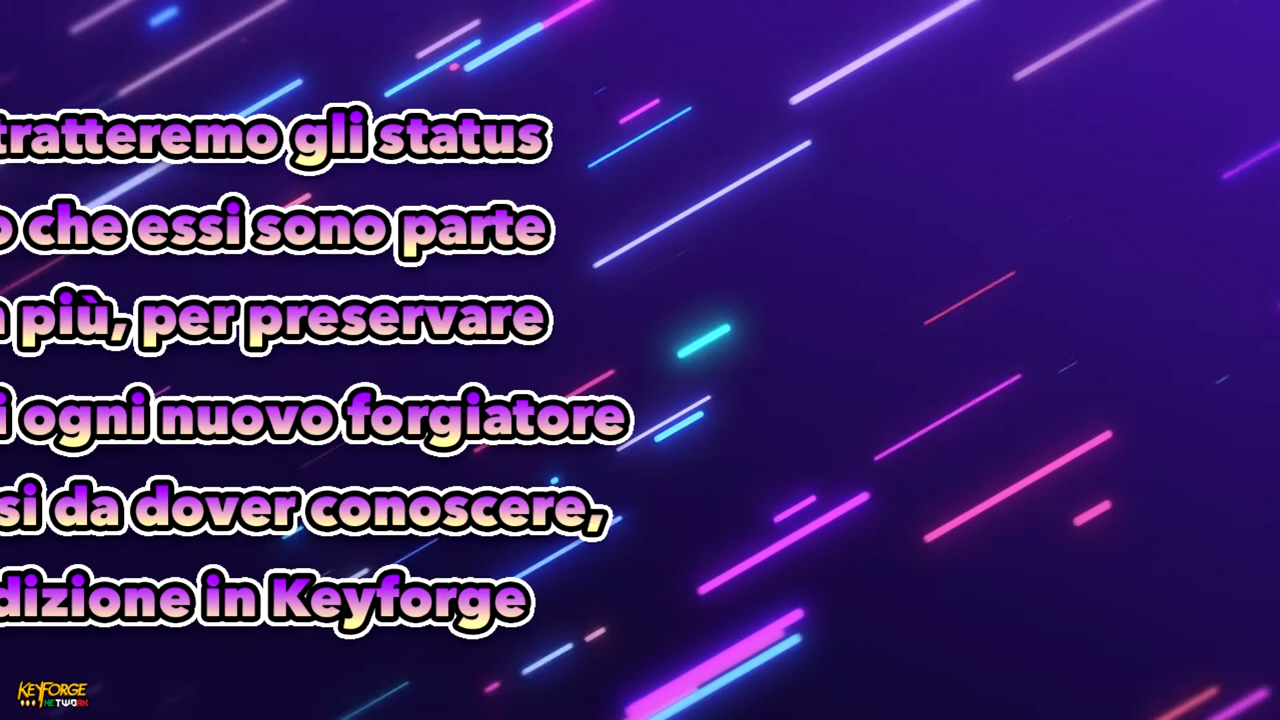 tratteremo gli status
o che essi sono parte
più, per preservare
i ogni nuovo forgiatore
si da dover conoscere,
dizione in Keyforge
KEYFORGE
NETWORK